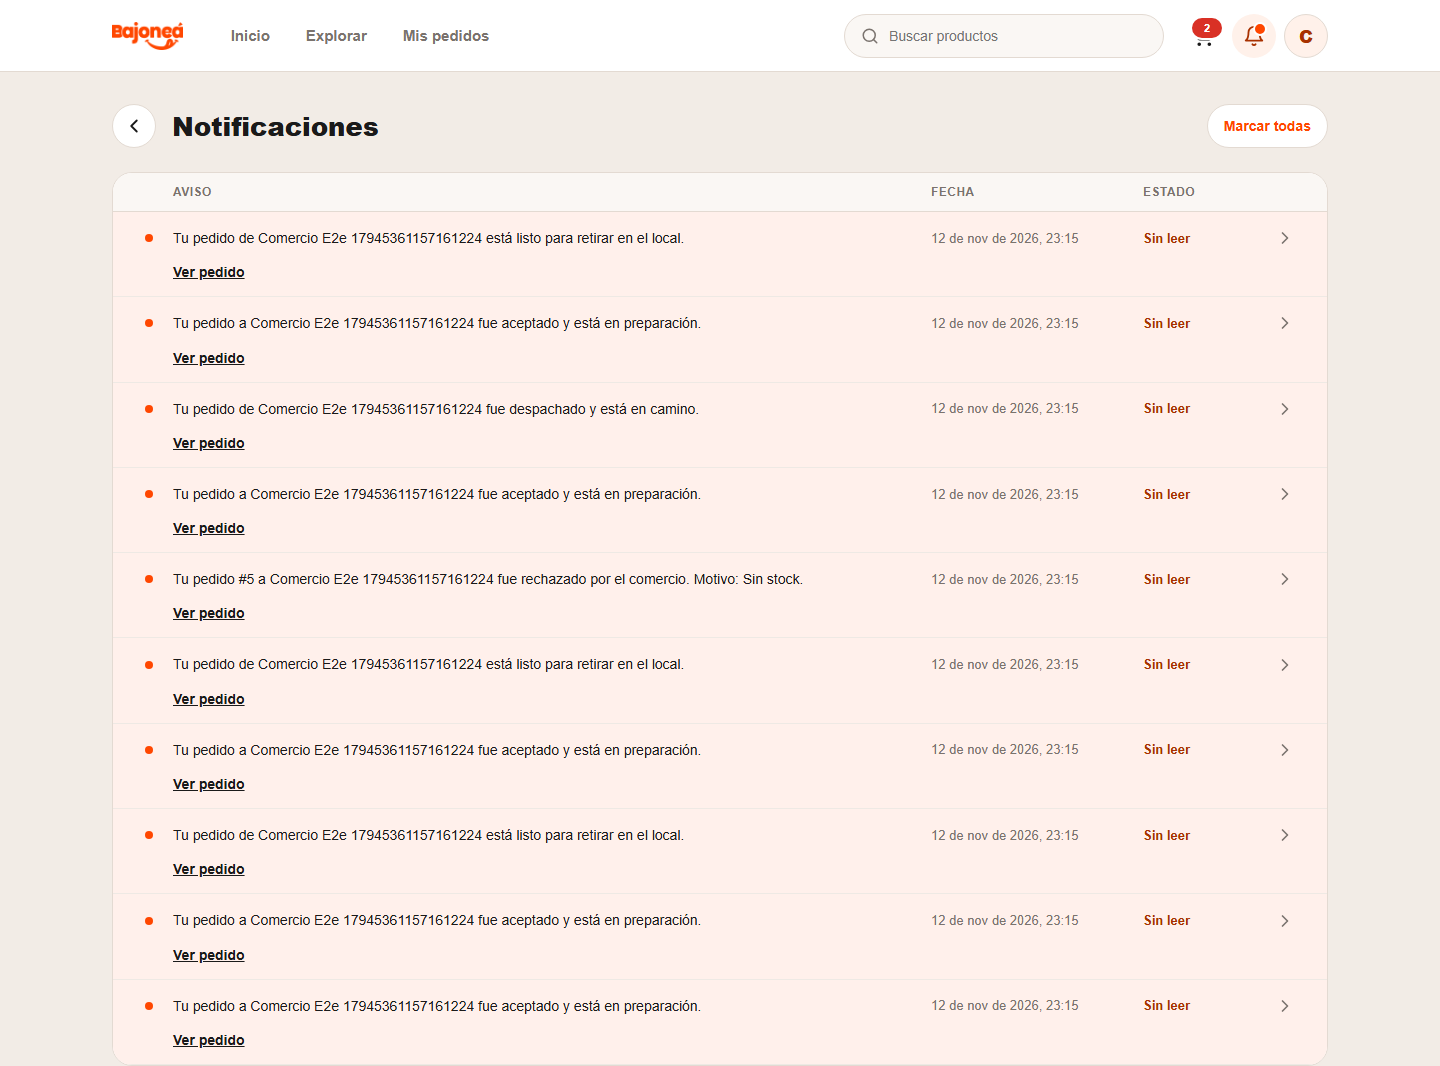 Bajoneá
Inicio
Explorar
Mis pedidos
Buscar productos
2
C
Notificaciones
Marcar todas
AVISO
FECHA
ESTADO
Tu pedido de Comercio E2e 17945361157161224 está listo para retirar en el local.
12 de nov de 2026, 23:15
Sin leer
Ver pedido
Tu pedido a Comercio E2e 17945361157161224 fue aceptado y está en preparación.
12 de nov de 2026, 23:15
Sin leer
Ver pedido
Tu pedido de Comercio E2e 17945361157161224 fue despachado y está en camino.
12 de nov de 2026, 23:15
Sin leer
Ver pedido
Tu pedido a Comercio E2e 17945361157161224 fue aceptado y está en preparación.
12 de nov de 2026, 23:15
Sin leer
Ver pedido
Tu pedido #5 a Comercio E2e 17945361157161224 fue rechazado por el comercio. Motivo: Sin stock.
12 de nov de 2026, 23:15
Sin leer
Ver pedido
Tu pedido de Comercio E2e 17945361157161224 está listo para retirar en el local.
12 de nov de 2026, 23:15
Sin leer
Ver pedido
Tu pedido a Comercio E2e 17945361157161224 fue aceptado y está en preparación.
12 de nov de 2026, 23:15
Sin leer
Ver pedido
Tu pedido de Comercio E2e 17945361157161224 está listo para retirar en el local.
12 de nov de 2026, 23:15
Sin leer
Ver pedido
Tu pedido a Comercio E2e 17945361157161224 fue aceptado y está en preparación.
12 de nov de 2026, 23:15
Sin leer
Ver pedido
Tu pedido a Comercio E2e 17945361157161224 fue aceptado y está en preparación.
12 de nov de 2026, 23:15
Sin leer
Ver pedido